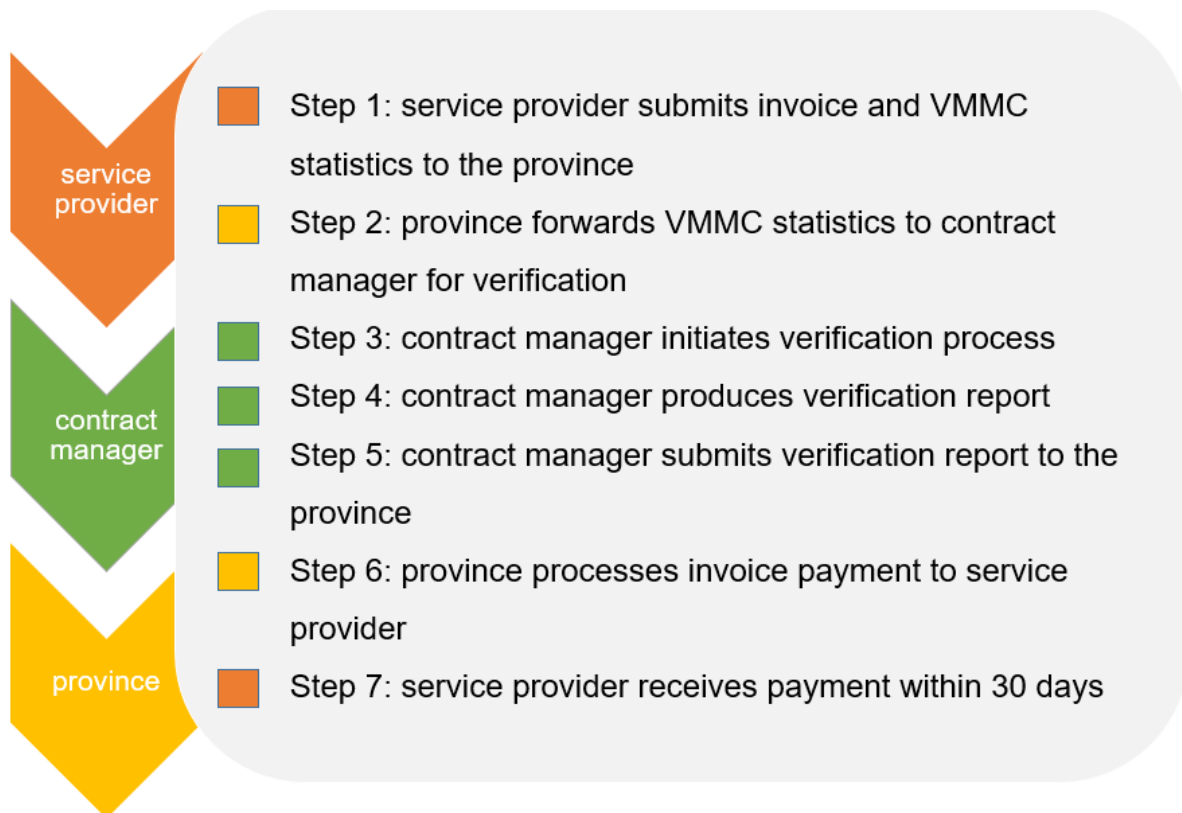 service
provider
contract
manager
province
Step 1: service provider submits invoice and VMMC
statistics to the province
Step 2: province forwards VMMC statistics to contract
manager for verification
Step 3: contract manager initiates verification process
Step 4: contract manager produces verification report
Step 5: contract manager submits verification report to the
province
Step 6: province processes invoice payment to service
provider
Step 7: service provider receives payment within 30 days